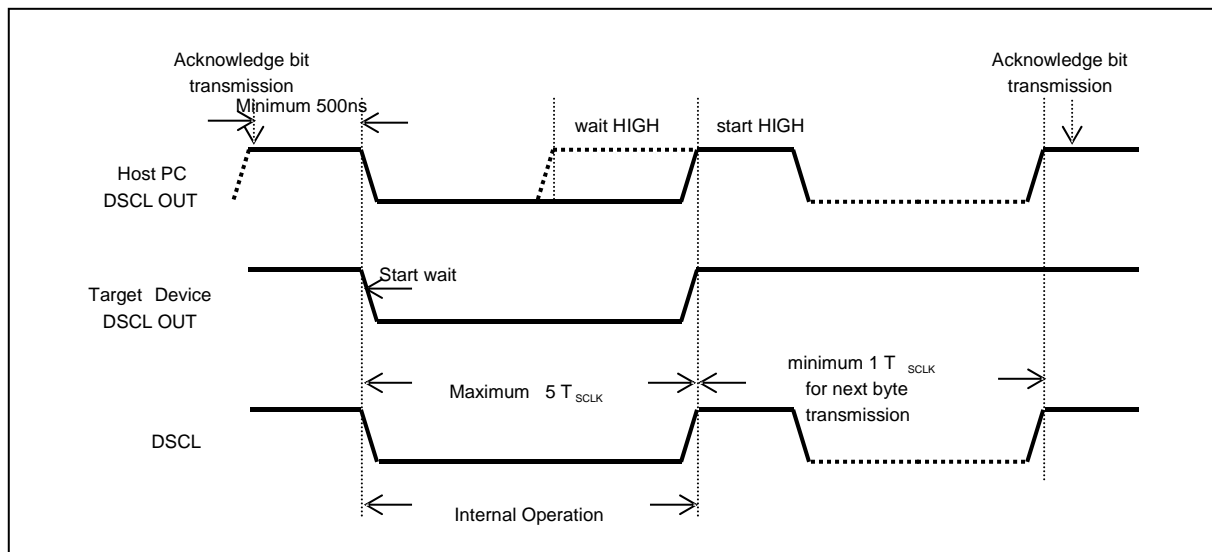 Acknowledge bit
transmission
Minimum 500ns
Acknowledge bit
transmission
wait HIGH
start HIGH
Host PC
DSCL OUT
Start wait
Target Device
DSCL OUT
Maximum 5 TSCLK
minimum 1 T SCLK
for next byte
transmission
DSCL
Internal Operation